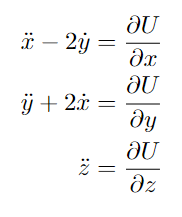 ẍ − 2ẏ = ∂U/∂x
ÿ + 2ẋ = ∂U/∂y
z̈ = ∂U/∂z